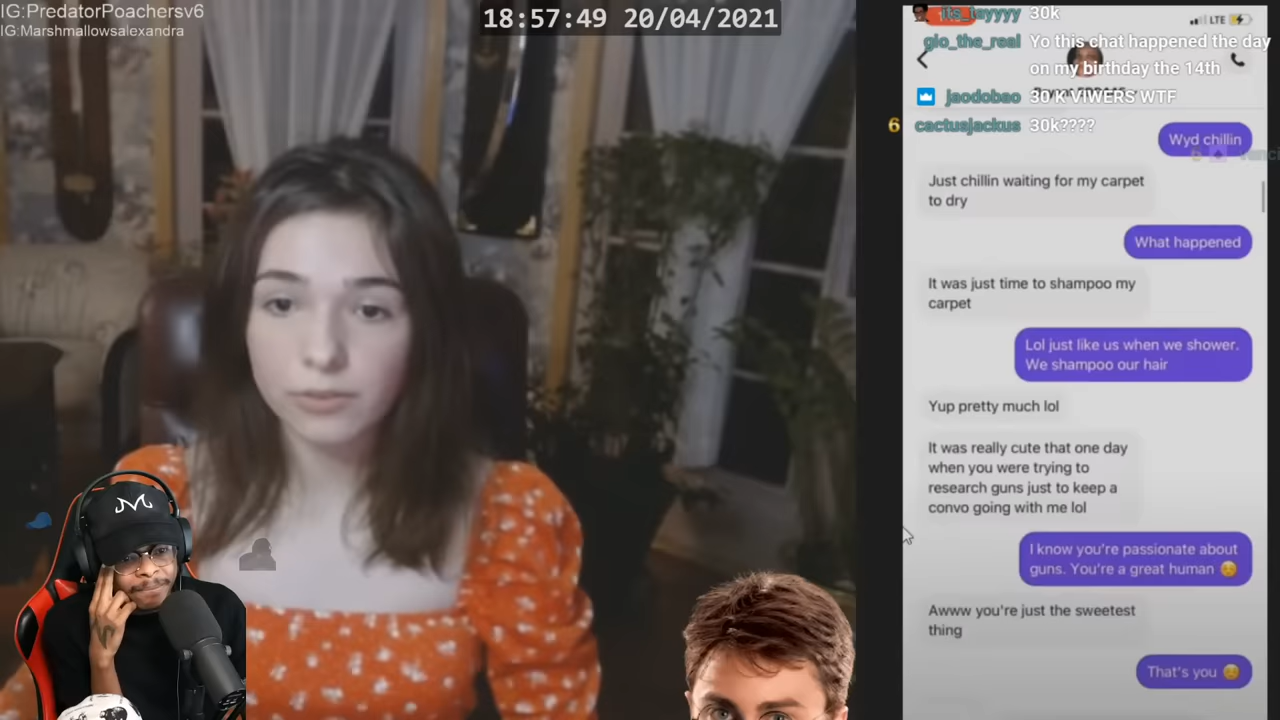 IG:PredatorPoachersv6
IG:Marshmallowsalexandra
18:57:49 20/04/2021
its_tayyyy 30k
glo_the_real Yo this chat happened the day
on my birthday the 14th
jaodobao 30 K VIWERS WTF
6 cactusjackus 30k????
LTE
Wyd chillin
Just chillin waiting for my carpet
to dry
What happened
It was just time to shampoo my
carpet
Lol just like us when we shower.
We shampoo our hair
Yup pretty much lol
It was really cute that one day
when you were trying to
research guns just to keep a
convo going with me lol
I know you're passionate about
guns. You're a great human ☺️
Awww you're just the sweetest
thing
That's you ☺️